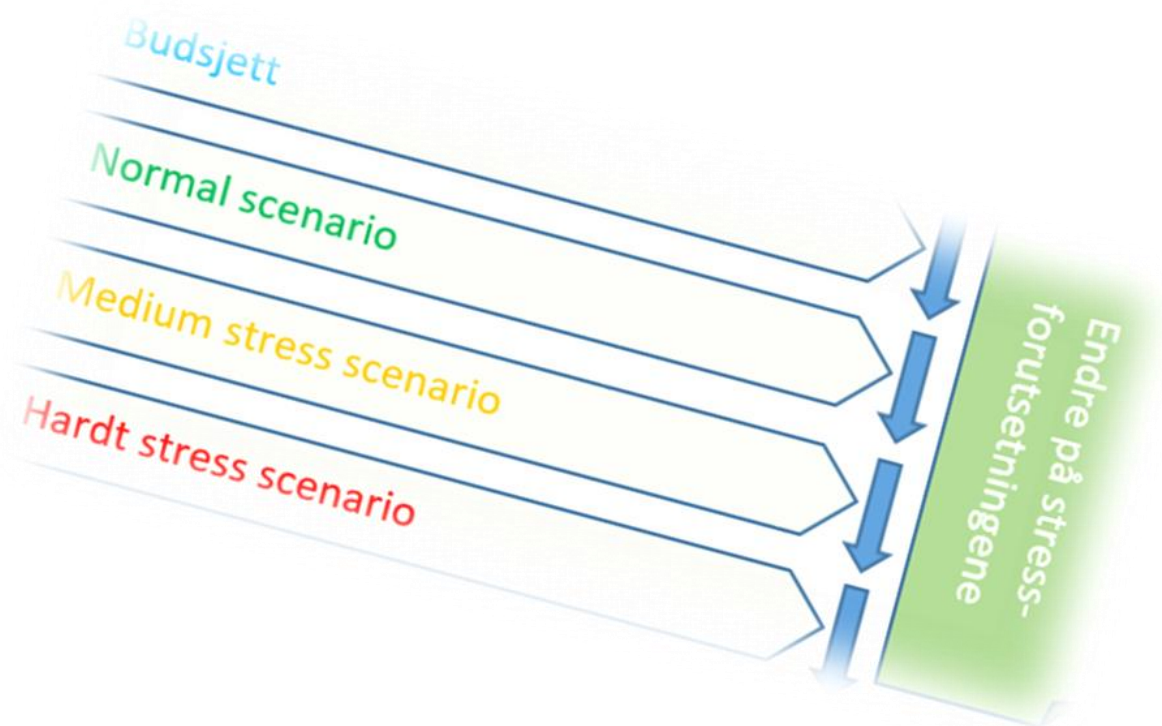 Budsjett
Normal scenario
Medium stress scenario
Hardt stress scenario
Endre på stress-
forutsetningene